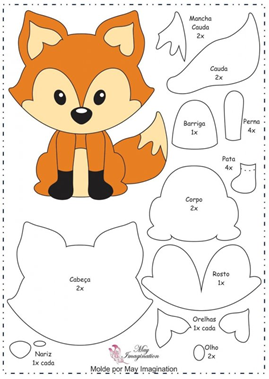 Mancha
Cauda
2x
Cauda
2x
Barriga
1x
Perna
4x
Pata
4x
Corpo
2x
Cabeça
2x
Rosto
1x
Orelhas
1x cada
Nariz
1x cada
Olho
2x
May
Imagination
Molde por May Imagination